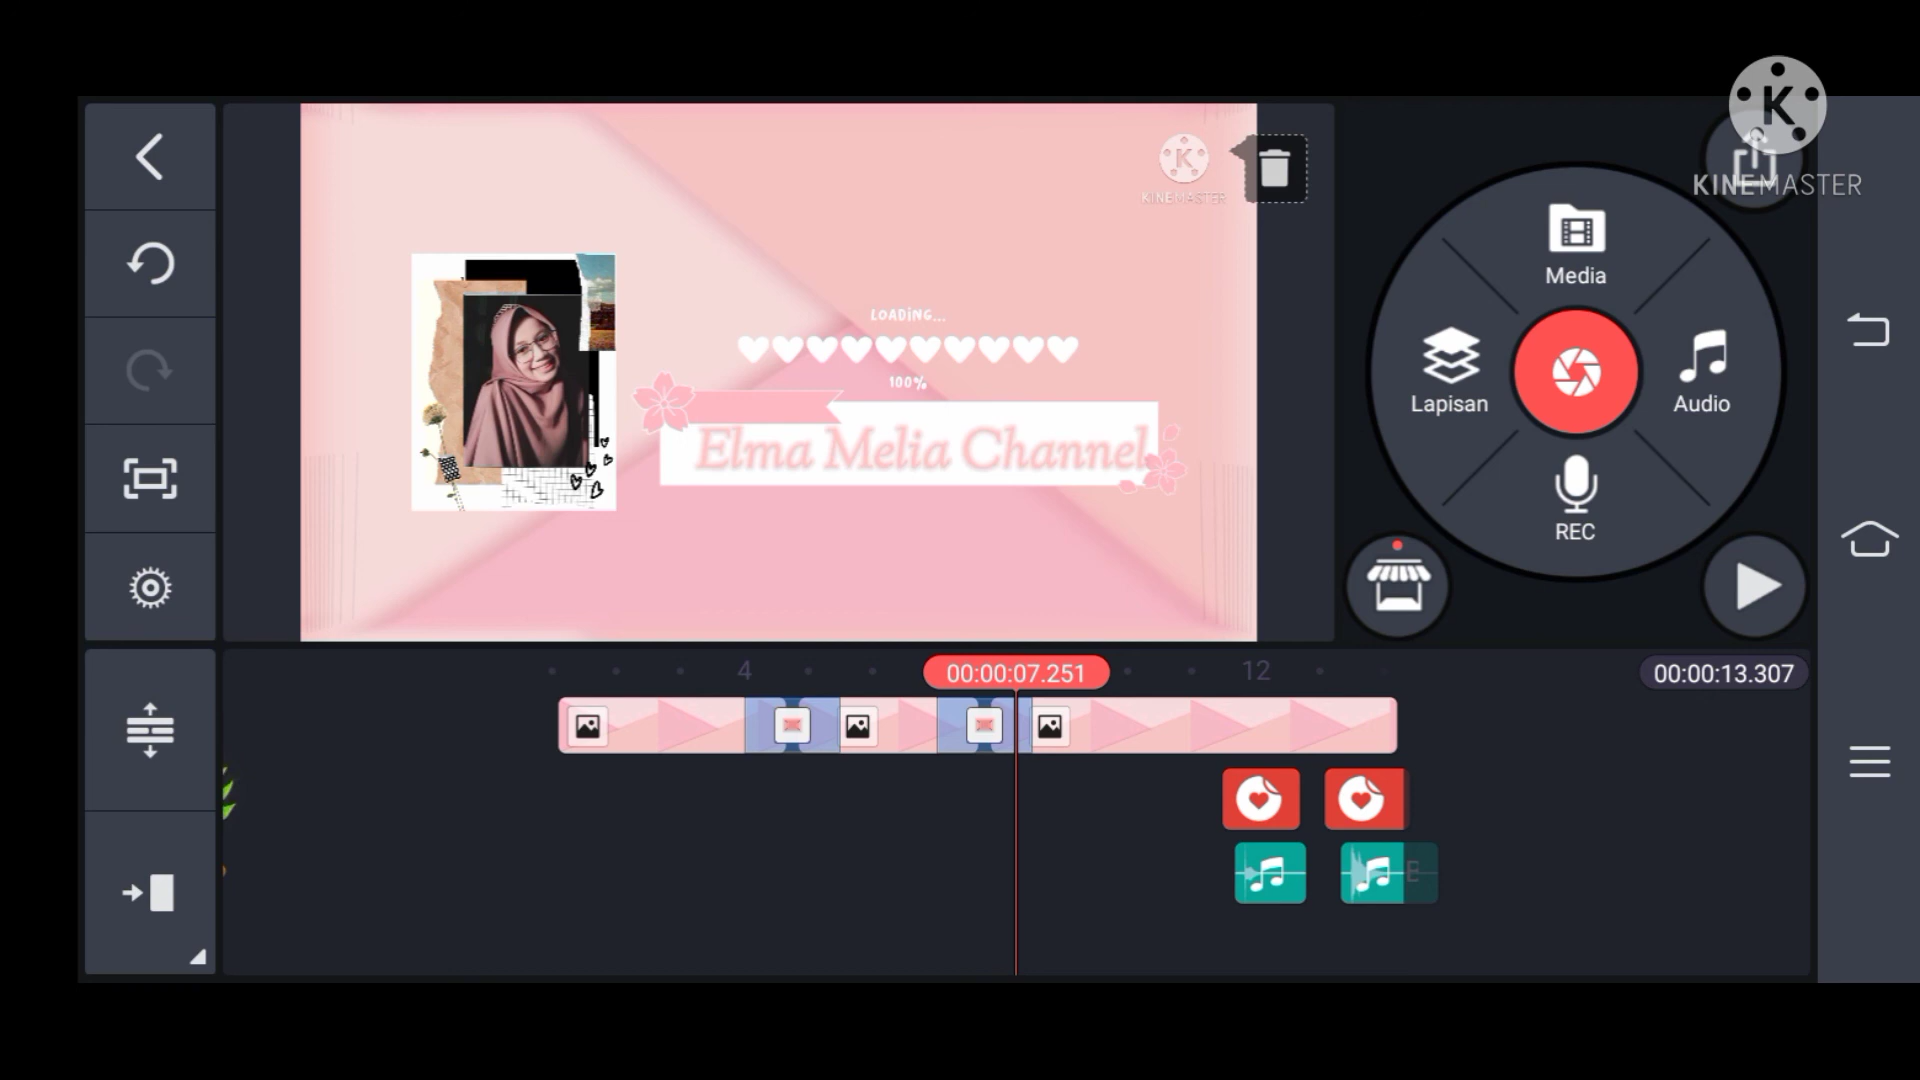 KINEMASTER
KINEMASTER
Media
LOADING...
Lapisan
Audio
100%
Elma Melia Channel
REC
4
00:00:07.251
12
00:00:13.307
E